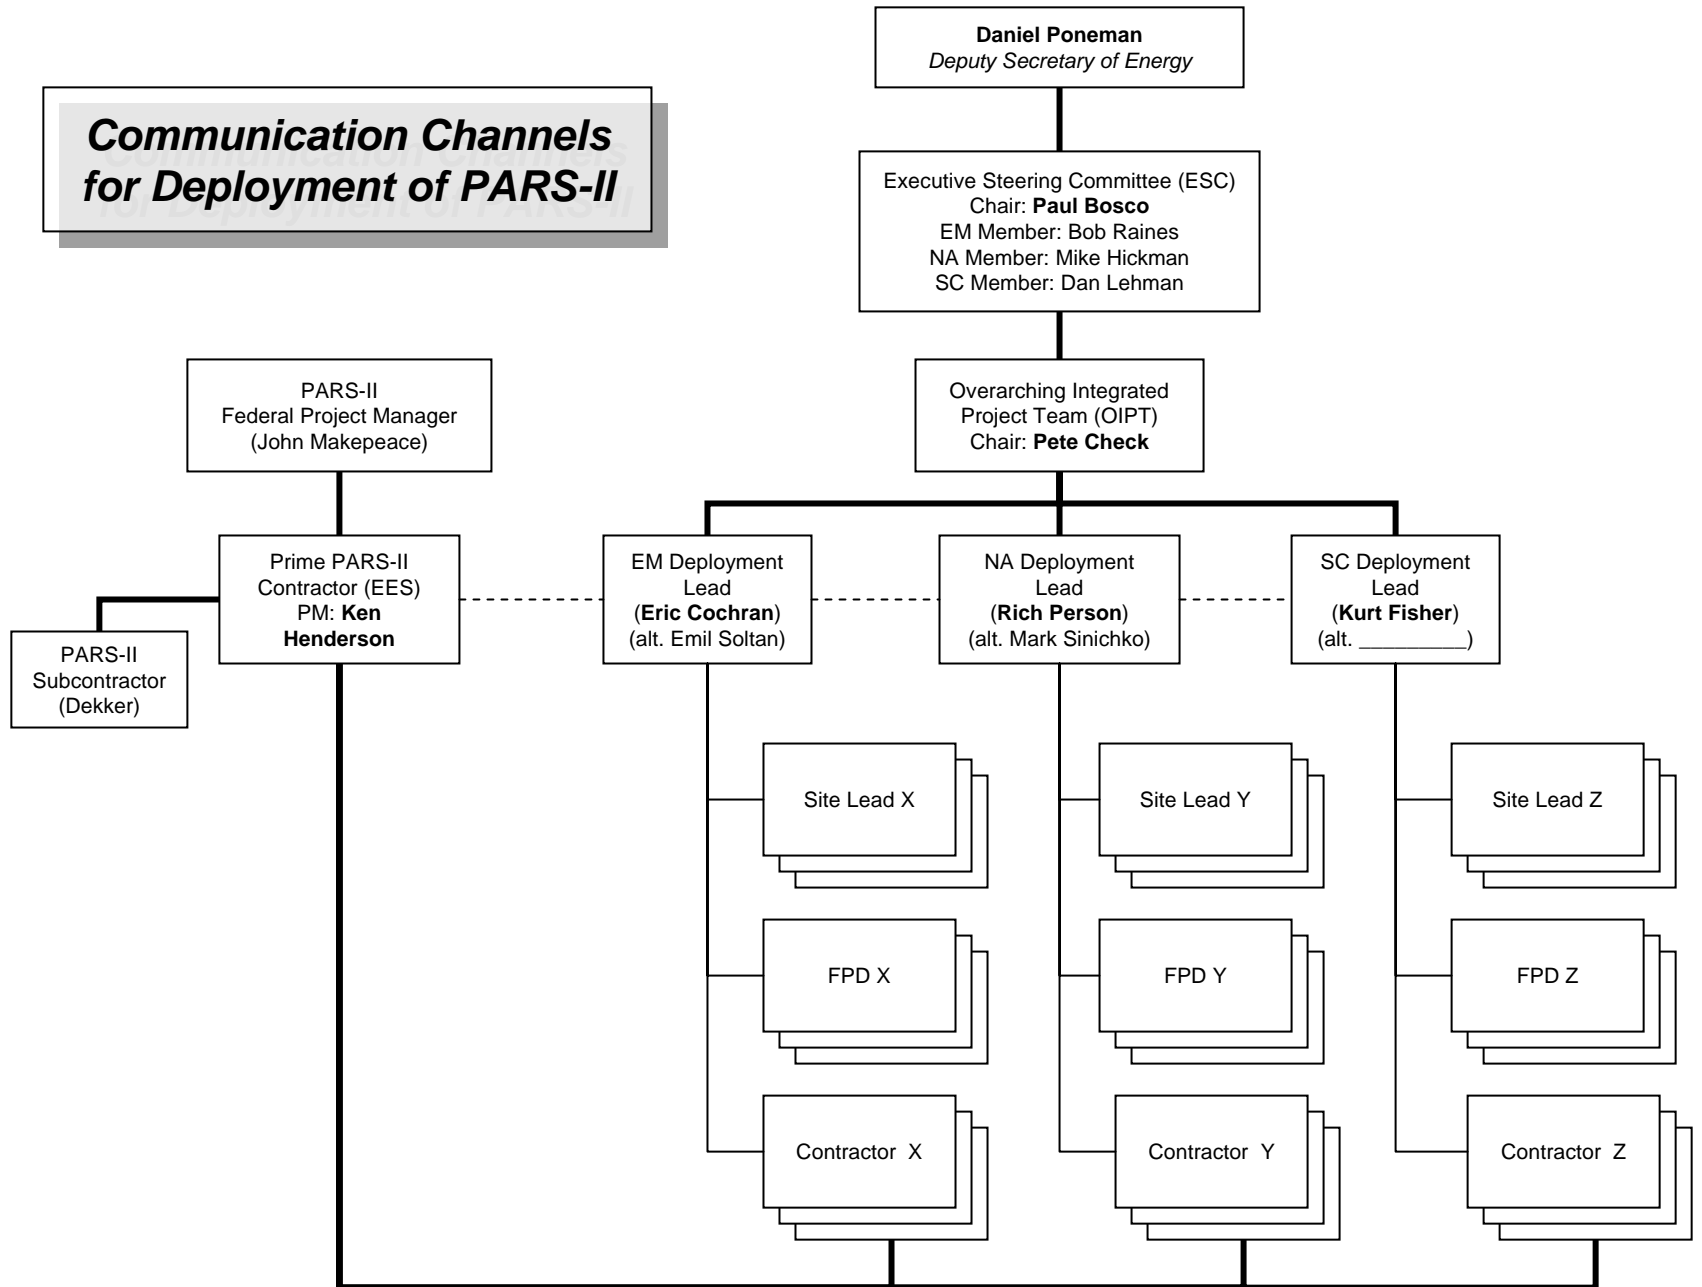 Daniel Poneman
Deputy Secretary of Energy
Communication Channels
for Deployment of PARS-II
Executive Steering Committee (ESC)
Chair: Paul Bosco
EM Member: Bob Raines
NA Member: Mike Hickman
SC Member: Dan Lehman
PARS-II
Federal Project Manager
(John Makepeace)
Overarching Integrated
Project Team (OIPT)
Chair: Pete Check
Prime PARS-II
Contractor (EES)
PM: Ken
Henderson
EM Deployment
Lead
(Eric Cochran)
(alt. Emil Soltan)
NA Deployment
Lead
(Rich Person)
(alt. Mark Sinichko)
SC Deployment
Lead
(Kurt Fisher)
(alt. _________)
PARS-II
Subcontractor
(Dekker)
Site Lead X
Site Lead Y
Site Lead Z
FPD X
FPD Y
FPD Z
Contractor  X
Contractor  Y
Contractor  Z